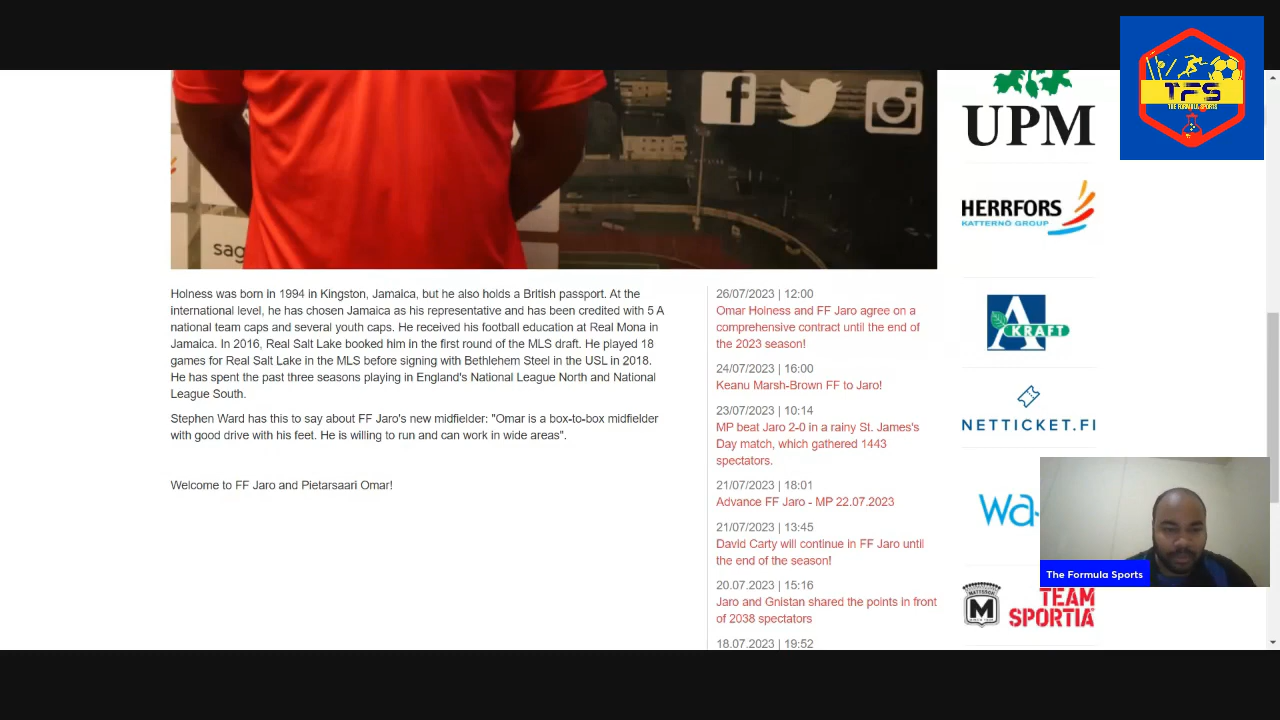 TFS
THE FORMULA SPORTS
UPM
sag
HERRFORS
KATTERNÖ GROUP
A KRAFT
NETTICKET.FI
wa
Holness was born in 1994 in Kingston, Jamaica, but he also holds a British passport. At the
international level, he has chosen Jamaica as his representative and has been credited with 5 A
national team caps and several youth caps. He received his football education at Real Mona in
Jamaica. In 2016, Real Salt Lake booked him in the first round of the MLS draft. He played 18
games for Real Salt Lake in the MLS before signing with Bethlehem Steel in the USL in 2018.
He has spent the past three seasons playing in England's National League North and National
League South.
Stephen Ward has this to say about FF Jaro's new midfielder: "Omar is a box-to-box midfielder
with good drive with his feet. He is willing to run and can work in wide areas".
Welcome to FF Jaro and Pietarsaari Omar!
26/07/2023 | 12:00
Omar Holness and FF Jaro agree on a
comprehensive contract until the end of
the 2023 season!
24/07/2023 | 16:00
Keanu Marsh-Brown FF to Jaro!
23/07/2023 | 10:14
MP beat Jaro 2-0 in a rainy St. James's
Day match, which gathered 1443
spectators.
21/07/2023 | 18:01
Advance FF Jaro - MP 22.07.2023
21/07/2023 | 13:45
David Carty will continue in FF Jaro until
the end of the season!
20.07.2023 | 15:16
Jaro and Gnistan shared the points in front
of 2038 spectators
18.07.2023 | 19:52
The Formula Sports
M
TEAM
SPORTIA